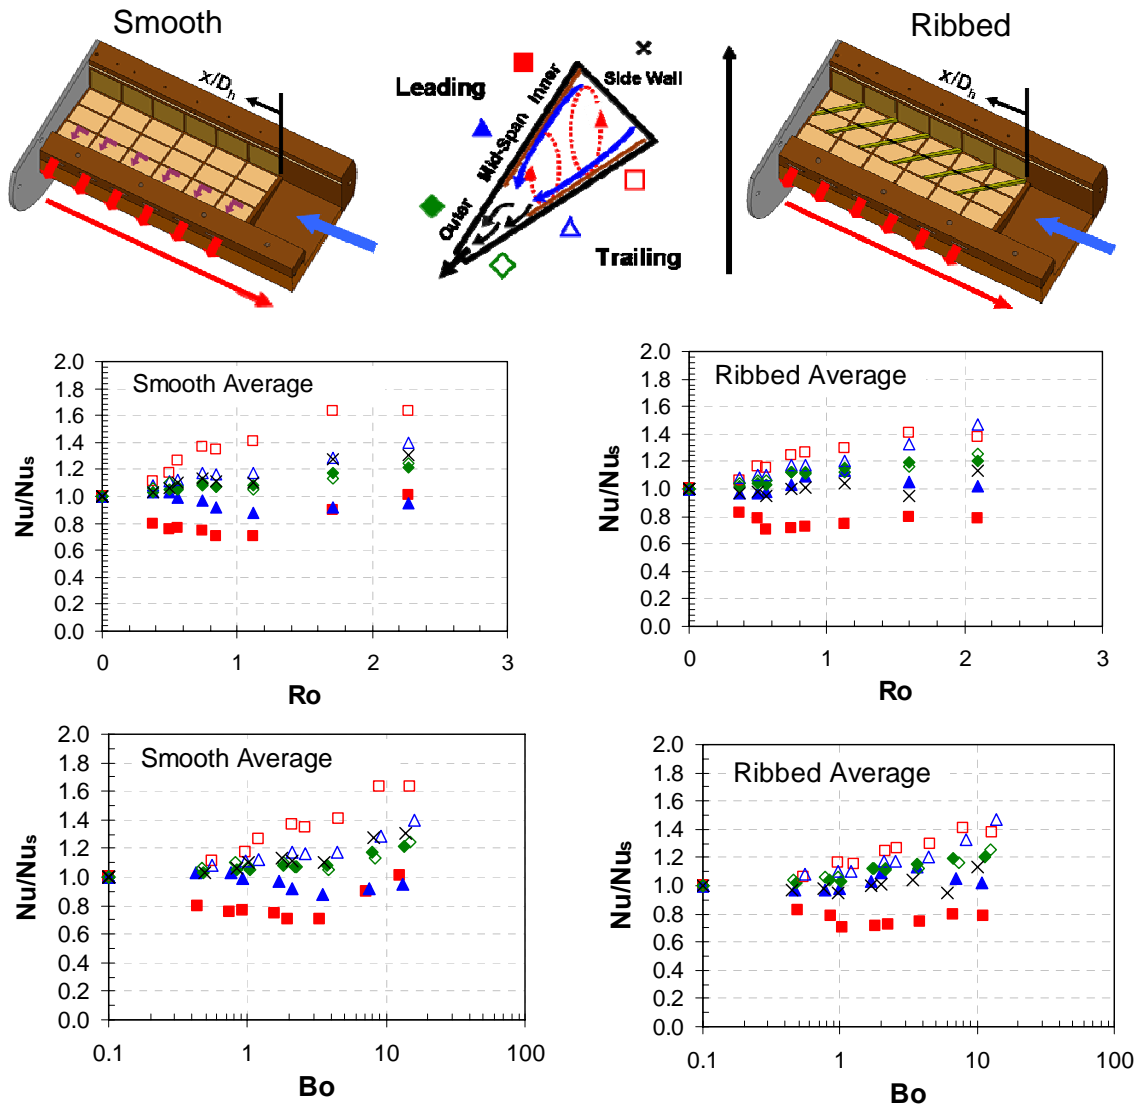 Smooth
Ribbed
x/Dh
Leading
Inner
Side Wall
Mid-Span
Outer
Trailing
x/Dh
Smooth Average
Nu/Nus
2.0
1.8
1.6
1.4
1.2
1.0
0.8
0.6
0.4
0.2
0.0
0 1 2 3
Ro
Ribbed Average
Nu/Nus
2.0
1.8
1.6
1.4
1.2
1.0
0.8
0.6
0.4
0.2
0.0
0 1 2 3
Ro
Smooth Average
Nu/Nus
2.0
1.8
1.6
1.4
1.2
1.0
0.8
0.6
0.4
0.2
0.0
0.1 1 10 100
Bo
Ribbed Average
Nu/Nus
2.0
1.8
1.6
1.4
1.2
1.0
0.8
0.6
0.4
0.2
0.0
0.1 1 10 100
Bo